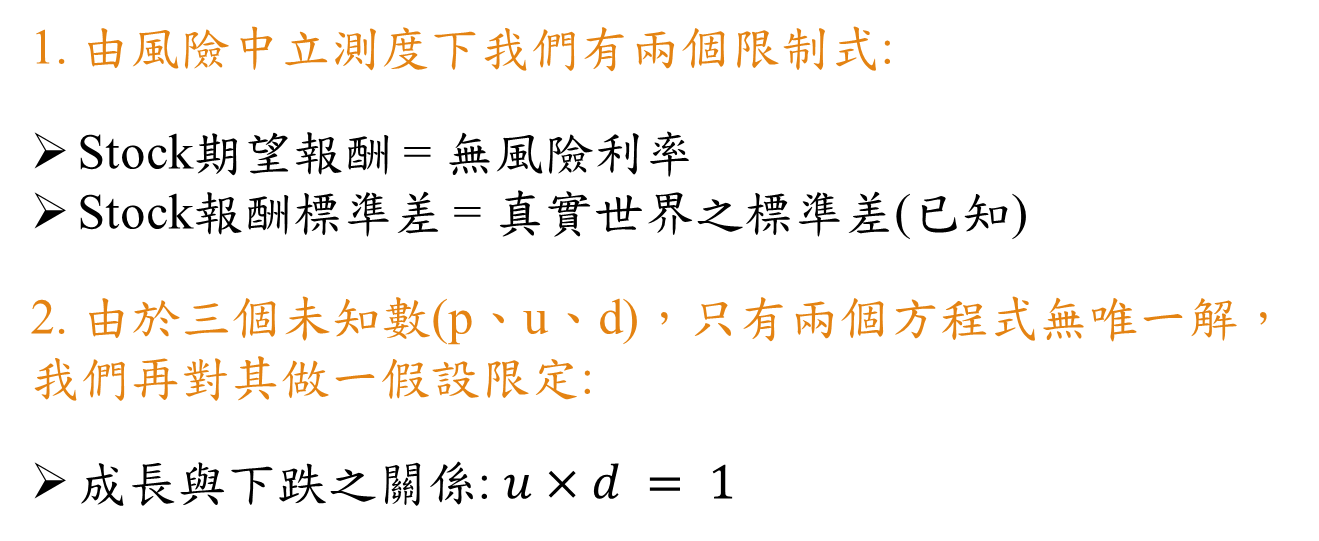 1. 由風險中立測度下我們有兩個限制式:
➢ Stock期望報酬 = 無風險利率
➢ Stock報酬標準差 = 真實世界之標準差(已知)
2. 由於三個未知數(p、u、d)，只有兩個方程式無唯一解，
我們再對其做一假設限定:
➢ 成長與下跌之關係: 𝑢 × 𝑑 = 1